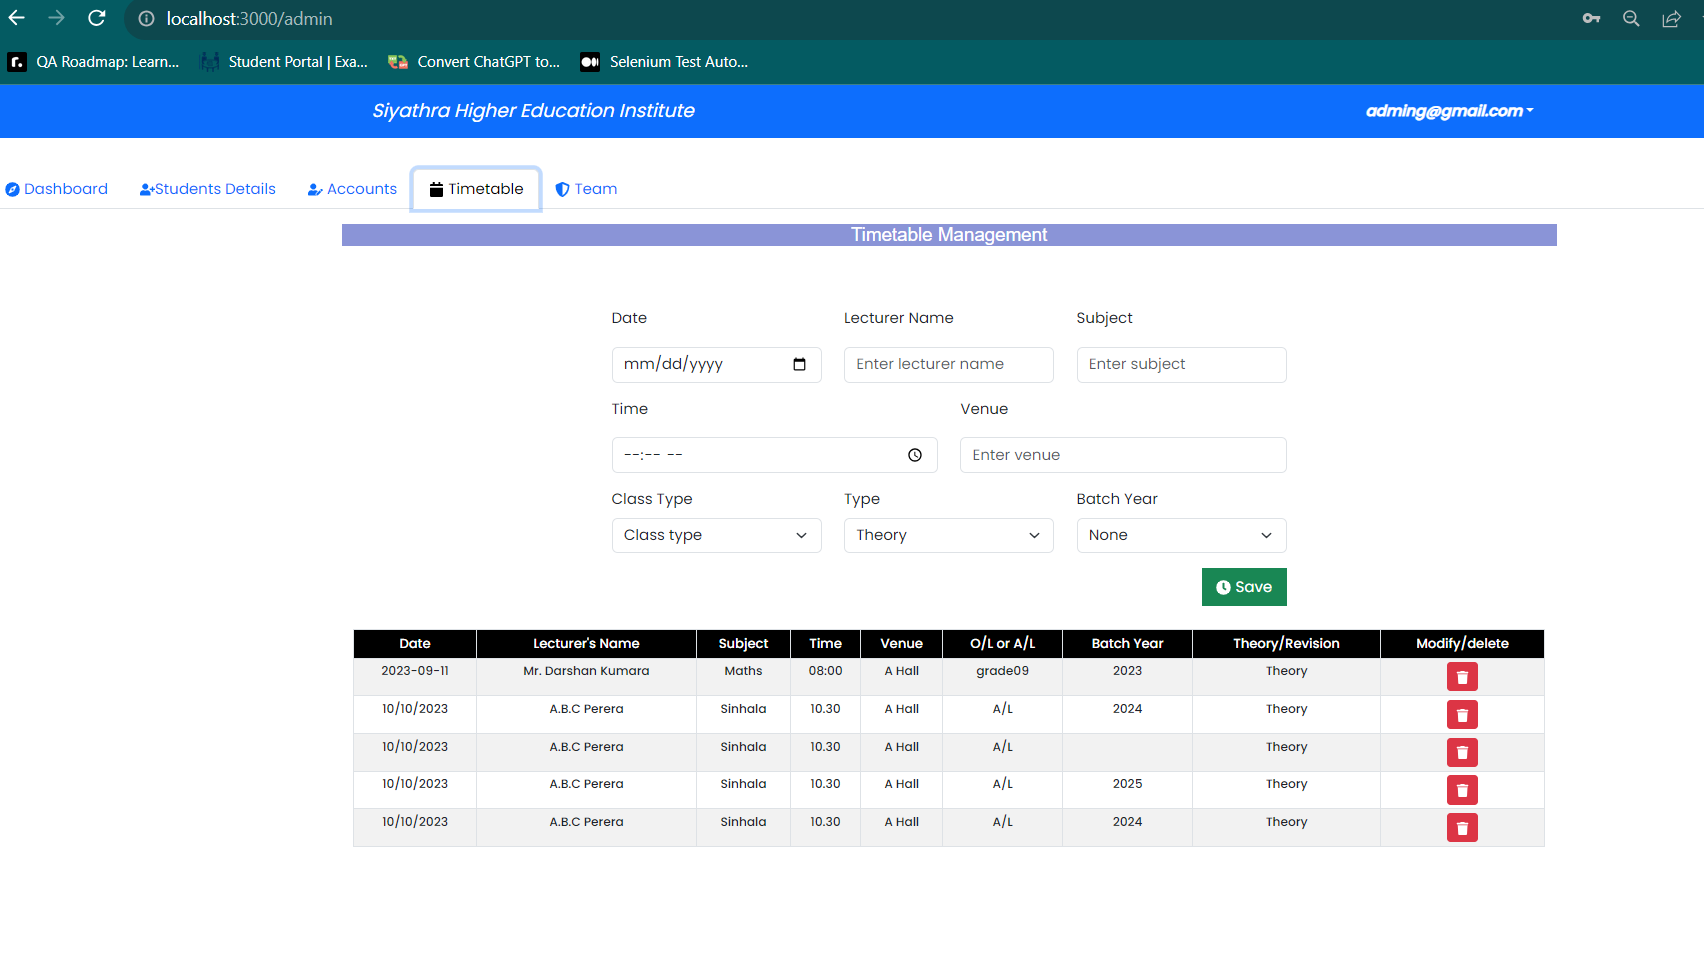 localhost:3000/admin
QA Roadmap: Learn... Student Portal | Exa... Convert ChatGPT to... Selenium Test Auto...
Siyathra Higher Education Institute adming@gmail.com
Dashboard Students Details Accounts Timetable Team
Timetable Management
Date Lecturer Name Subject
mm/dd/yyyy Enter lecturer name Enter subject
Time Venue
--:-- -- Enter venue
Class Type Type Batch Year
Class type Theory None
Save
Date Lecturer's Name Subject Time Venue O/L or A/L Batch Year Theory/Revision Modify/delete
2023-09-11 Mr. Darshan Kumara Maths 08:00 A Hall grade09 2023 Theory
10/10/2023 A.B.C Perera Sinhala 10.30 A Hall A/L 2024 Theory
10/10/2023 A.B.C Perera Sinhala 10.30 A Hall A/L Theory
10/10/2023 A.B.C Perera Sinhala 10.30 A Hall A/L 2025 Theory
10/10/2023 A.B.C Perera Sinhala 10.30 A Hall A/L 2024 Theory